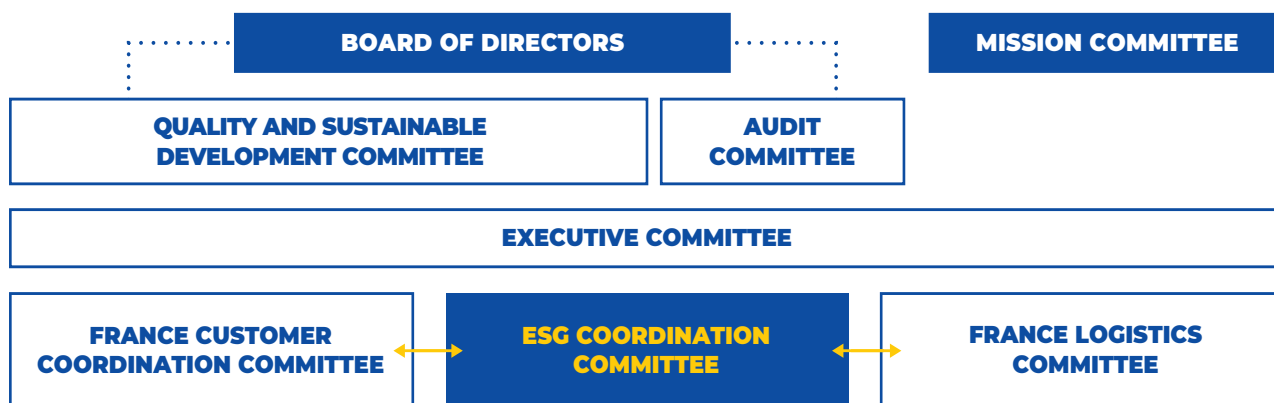 BOARD OF DIRECTORS
MISSION COMMITTEE
QUALITY AND SUSTAINABLE
DEVELOPMENT COMMITTEE
AUDIT
COMMITTEE
EXECUTIVE COMMITTEE
FRANCE CUSTOMER
COORDINATION COMMITTEE
ESG COORDINATION
COMMITTEE
FRANCE LOGISTICS
COMMITTEE